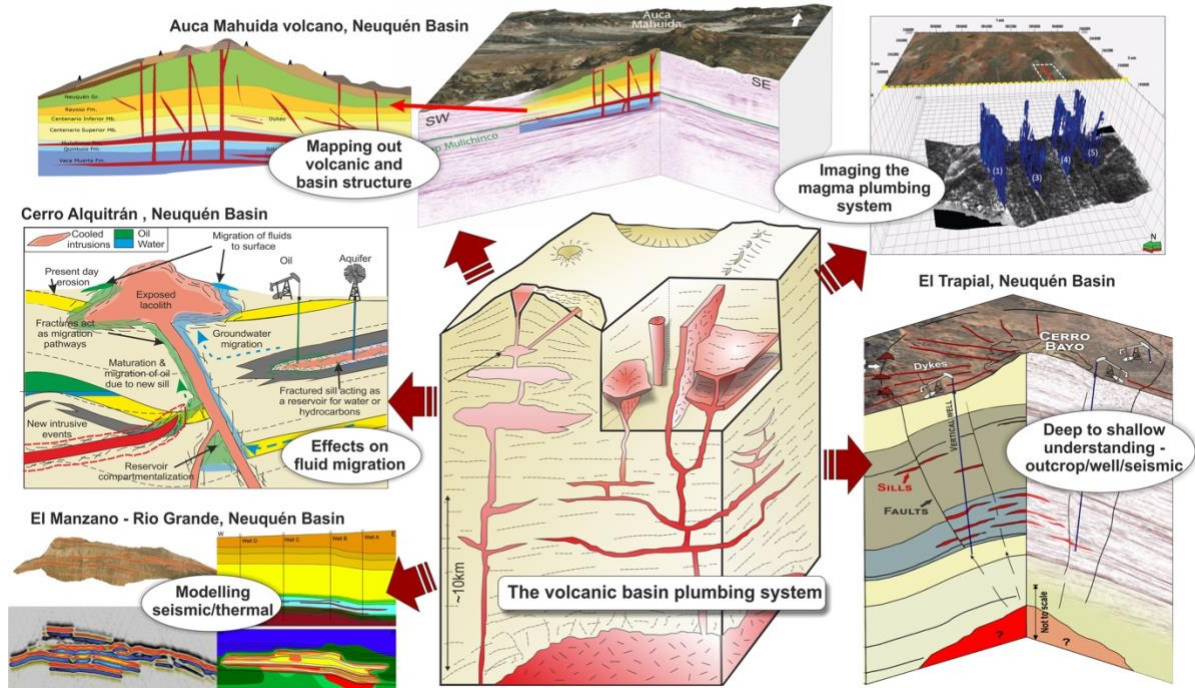 Auca Mahuida volcano, Neuquén Basin
Neuquén Gr.
Rayoso Fm.
Centenario Inferior Mb.
Centenario Superior Mb.
Mulichinco Fm.
Quintuco Fm.
Vaca Muerta Fm.
Dykes
Mapping out
volcanic and
basin structure
Auca
Mahuida
SW
SE
Mulichinco
Imaging the
magma plumbing
system
(1)
(3)
(4)
(5)
N
Cerro Alquitrán , Neuquén Basin
Cooled
intrusions
Oil
Water
Migration of fluids
to surface
Oil
Aquifer
Present day
erosion
Exposed
lacolith
Fractures act
as migration
pathways
Groundwater
migration
Maturation &
migration of oil
due to new sill
Fractured sill acting as
a reservoir for water or
hydrocarbons
New intrusive
events
Reservoir
compartmentalization
Effects on
fluid migration
El Trapial, Neuquén Basin
CERRO
BAYO
Dykes
VERTICAL WELL
SILLS
FAULTS
Deep to shallow
understanding -
outcrop/well/seismic
Not to scale
?
?
El Manzano - Rio Grande, Neuquén Basin
W
Well D
Well C
Well B
Well A
E
Modelling
seismic/thermal
~10km
The volcanic basin plumbing system